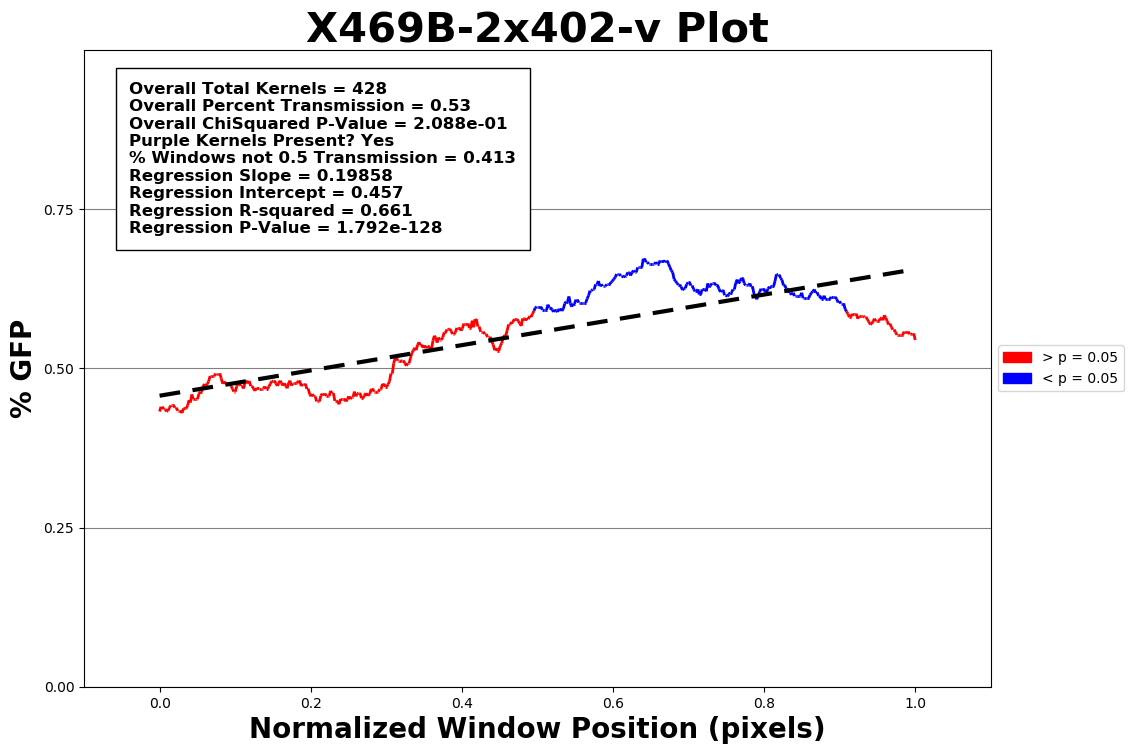 X469B-2x402-v Plot
Overall Total Kernels = 428
Overall Percent Transmission = 0.53
Overall ChiSquared P-Value = 2.088e-01
Purple Kernels Present? Yes
% Windows not 0.5 Transmission = 0.413
Regression Slope = 0.19858
Regression Intercept = 0.457
Regression R-squared = 0.661
Regression P-Value = 1.792e-128
% GFP
0.75
0.50
0.25
0.00
> p = 0.05
< p = 0.05
0.0 0.2 0.4 0.6 0.8 1.0
Normalized Window Position (pixels)